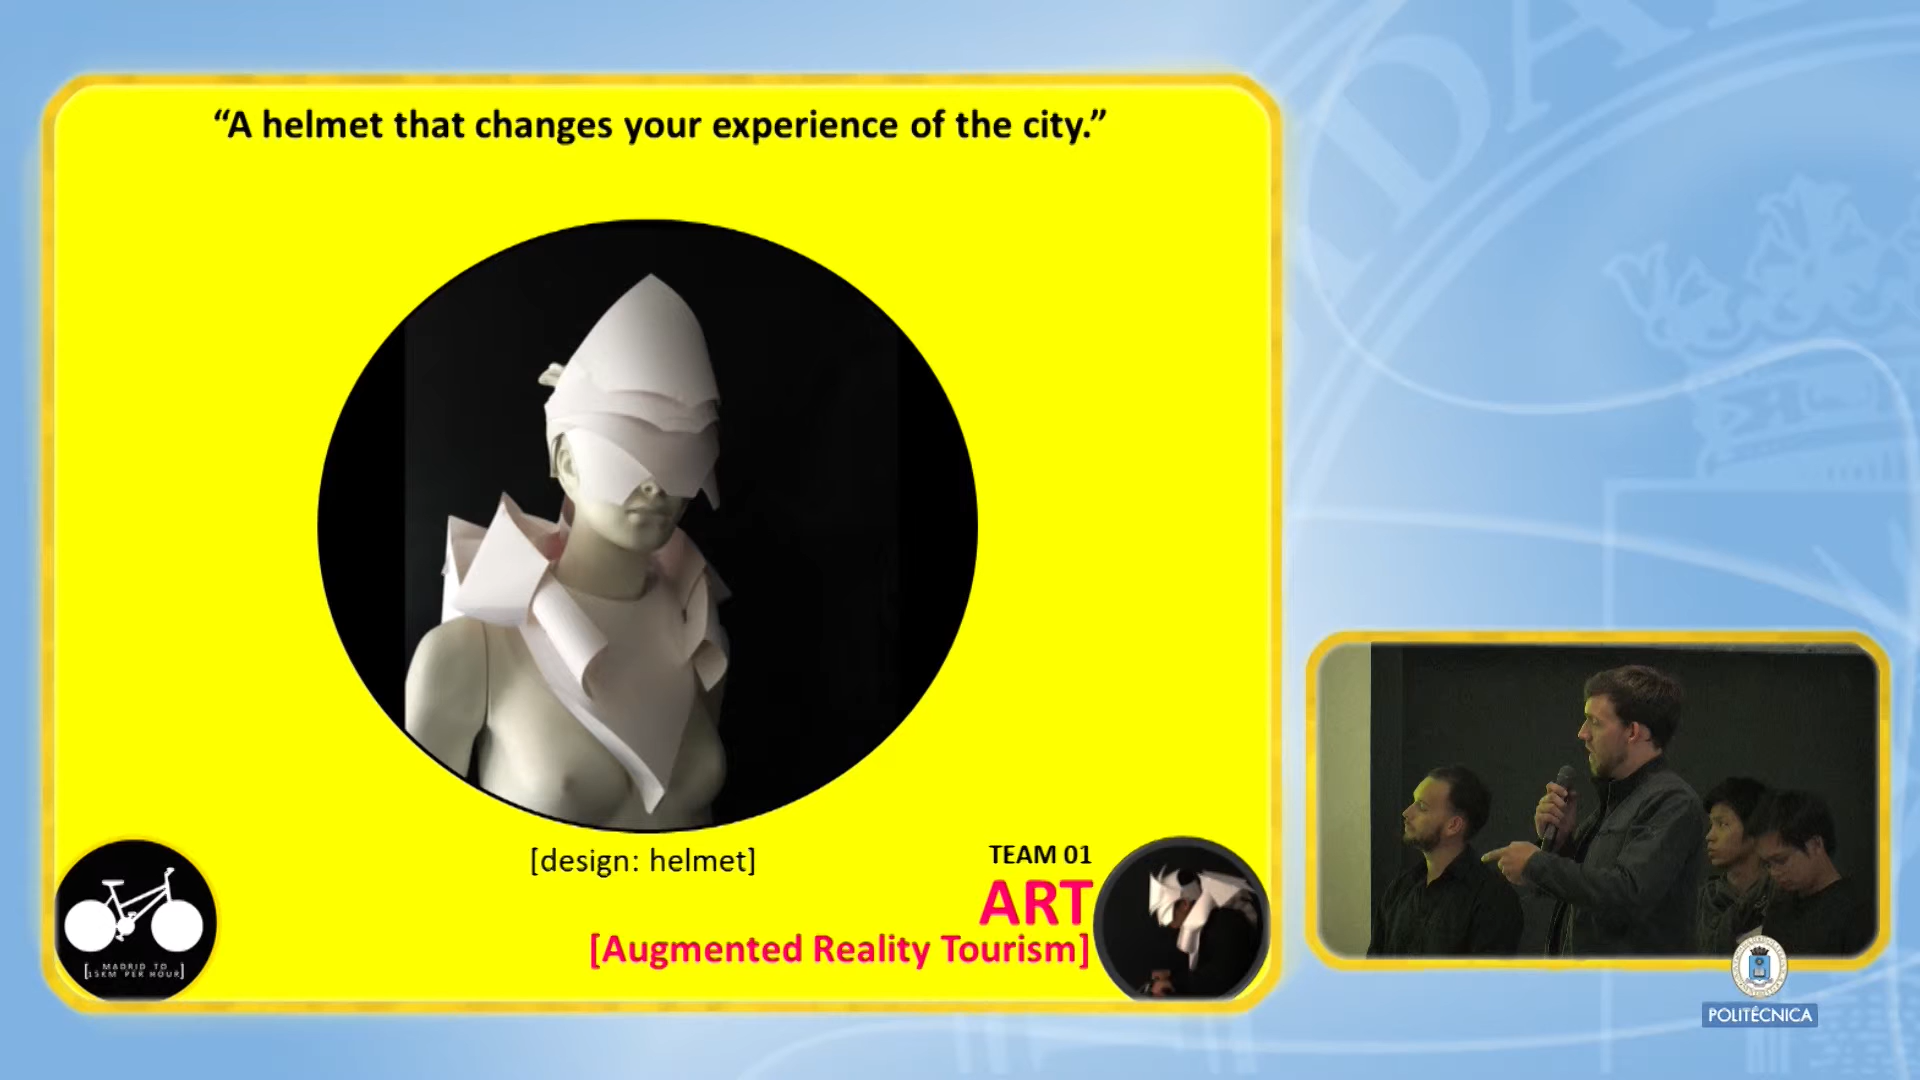 “A helmet that changes your experience of the city.”
[design: helmet]
TEAM 01
ART
[Augmented Reality Tourism]
MADRID TO
[15KM PER HOUR]
POLITÉCNICA